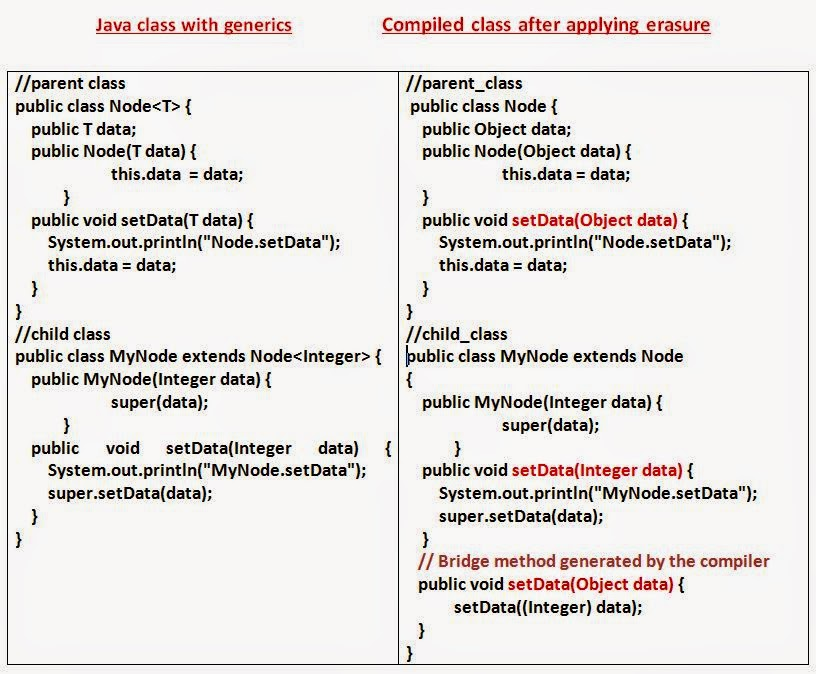 Java class with generics
Compiled class after applying erasure
//parent class
public class Node<T> {
public T data;
public Node(T data) {
this.data = data;
}
public void setData(T data) {
System.out.println("Node.setData");
this.data = data;
}
}
//child class
public class MyNode extends Node<Integer> {
public MyNode(Integer data) {
super(data);
}
public void setData(Integer data) {
System.out.println("MyNode.setData");
super.setData(data);
}
}
//parent_class
public class Node {
public Object data;
public Node(Object data) {
this.data = data;
}
public void setData(Object data) {
System.out.println("Node.setData");
this.data = data;
}
}
//child_class
public class MyNode extends Node
{
public MyNode(Integer data) {
super(data);
}
public void setData(Integer data) {
System.out.println("MyNode.setData");
super.setData(data);
}
// Bridge method generated by the compiler
public void setData(Object data) {
setData((Integer) data);
}
}